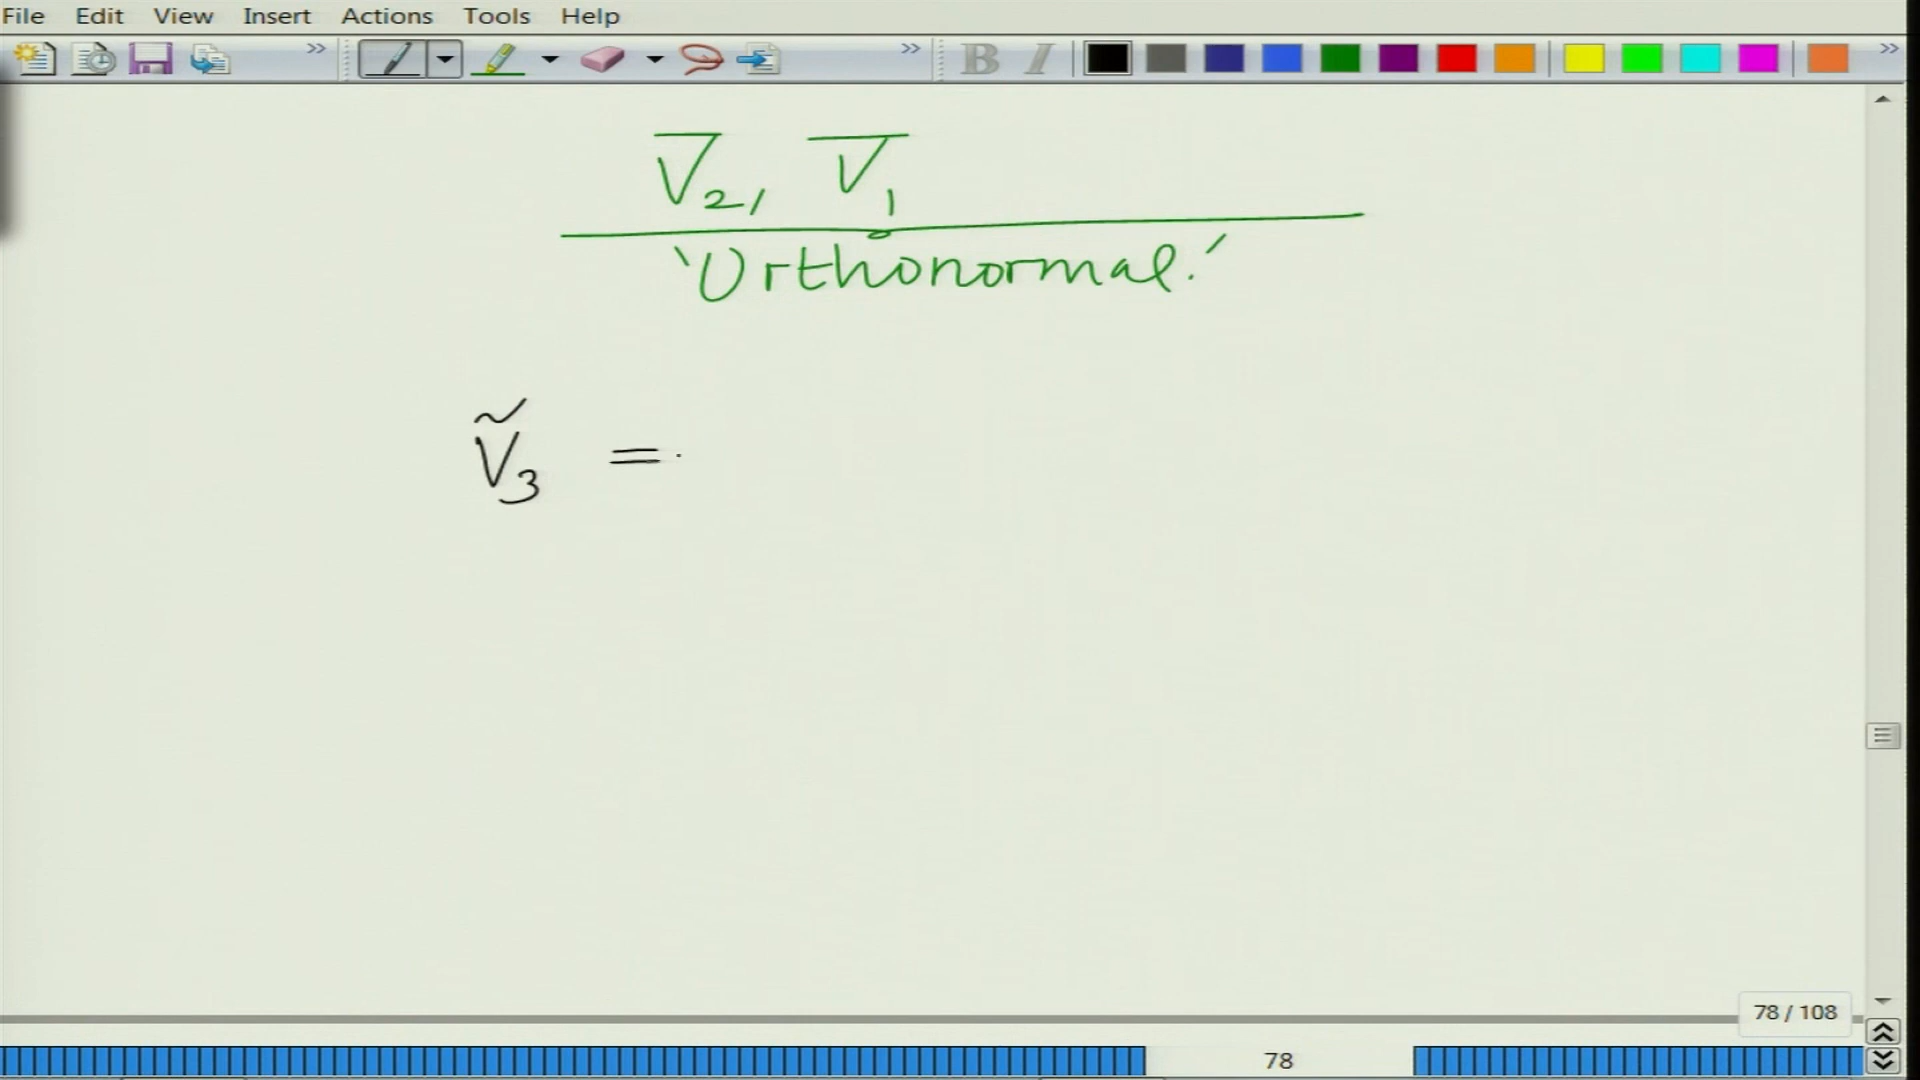 File Edit View Insert Actions Tools Help
B I
V̅₂, V̅₁
'Orthonormal.'
Ṽ₃ =
78 / 108
78